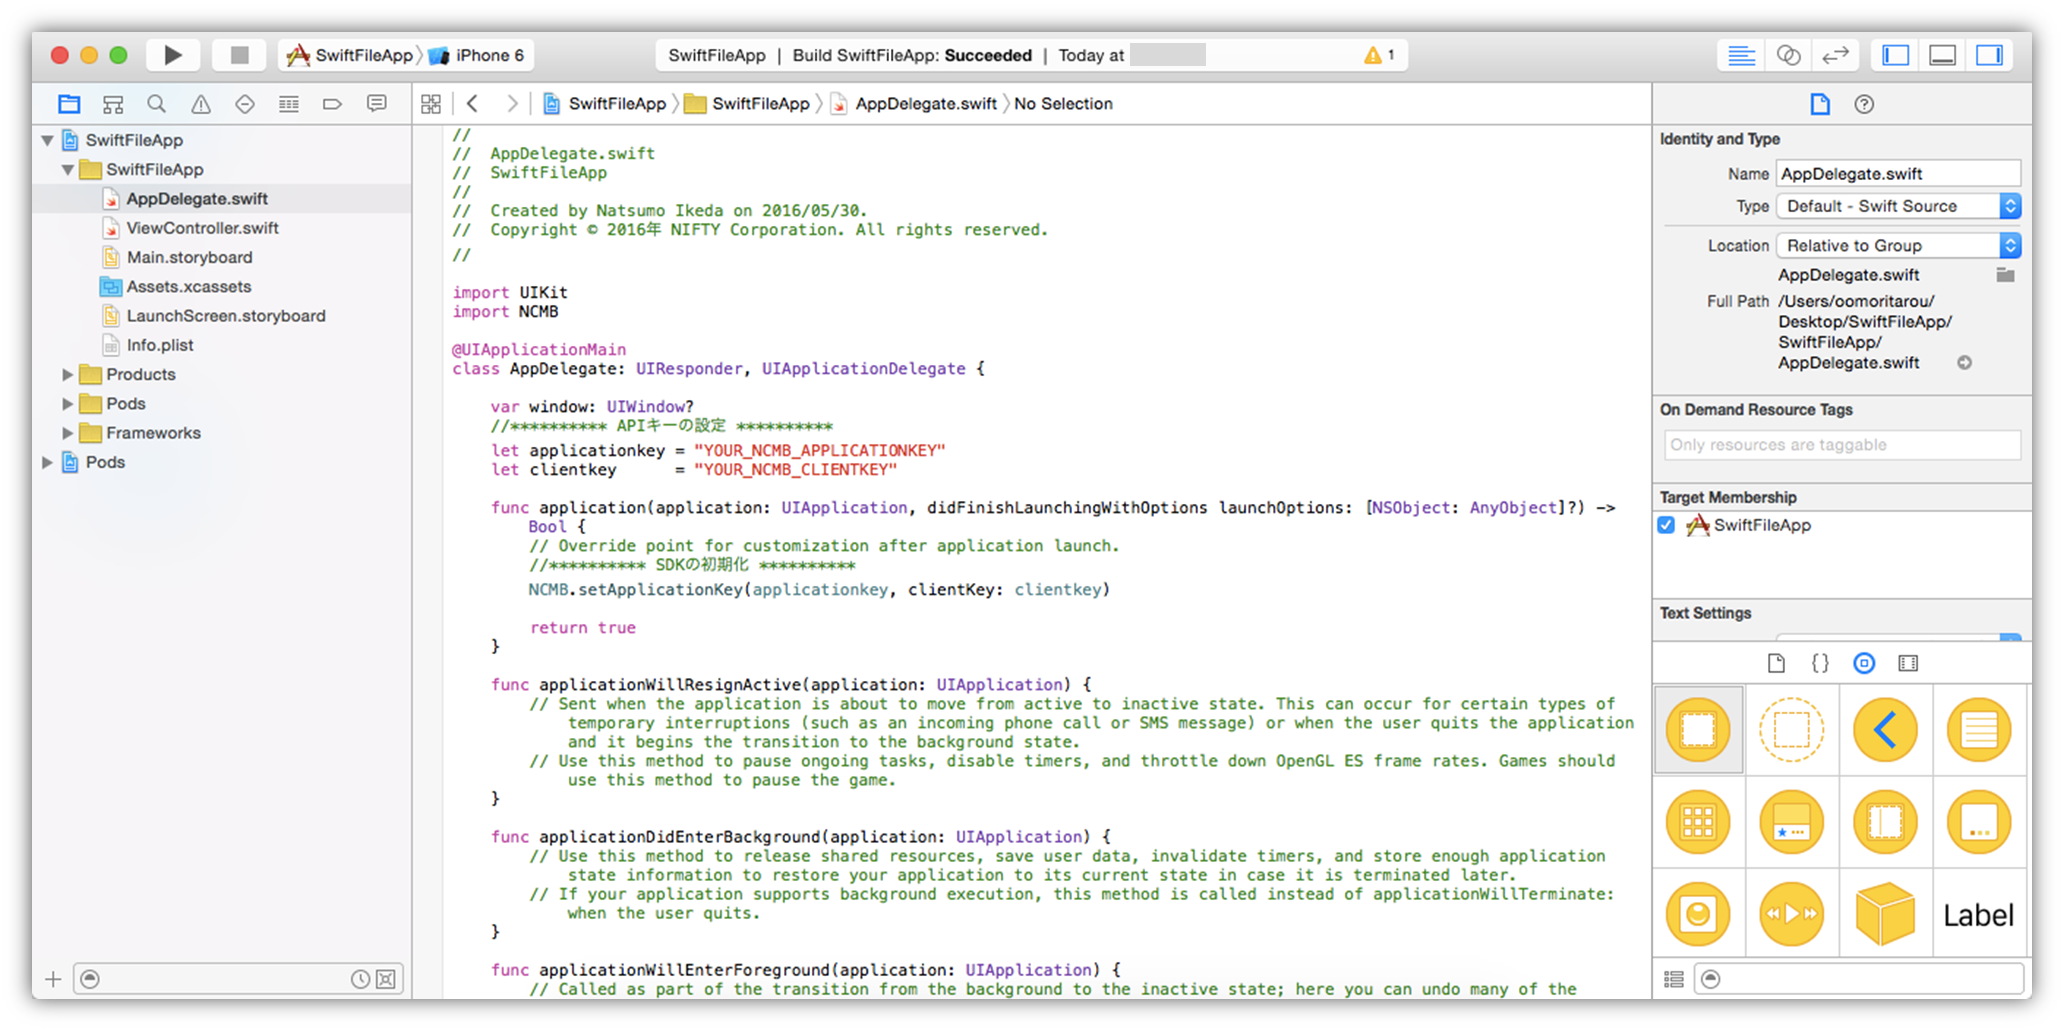 SwiftFileApp
iPhone 6
SwiftFileApp | Build SwiftFileApp: Succeeded | Today at
1
SwiftFileApp
SwiftFileApp
AppDelegate.swift
ViewController.swift
Main.storyboard
Assets.xcassets
LaunchScreen.storyboard
Info.plist
Products
Pods
Frameworks
Pods
SwiftFileApp
SwiftFileApp
AppDelegate.swift
No Selection
//
// AppDelegate.swift
// SwiftFileApp
//
// Created by Natsumo Ikeda on 2016/05/30.
// Copyright © 2016年 NIFTY Corporation. All rights reserved.
//
import UIKit
import NCMB
@UIApplicationMain
class AppDelegate: UIResponder, UIApplicationDelegate {
var window: UIWindow?
//********** APIキーの設定 **********
let applicationkey = "YOUR_NCMB_APPLICATIONKEY"
let clientkey      = "YOUR_NCMB_CLIENTKEY"
func application(application: UIApplication, didFinishLaunchingWithOptions launchOptions: [NSObject: AnyObject]?) ->
Bool {
// Override point for customization after application launch.
//********** SDKの初期化 **********
NCMB.setApplicationKey(applicationkey, clientKey: clientkey)
return true
}
func applicationWillResignActive(application: UIApplication) {
// Sent when the application is about to move from active to inactive state. This can occur for certain types of
temporary interruptions (such as an incoming phone call or SMS message) or when the user quits the application
and it begins the transition to the background state.
// Use this method to pause ongoing tasks, disable timers, and throttle down OpenGL ES frame rates. Games should
use this method to pause the game.
}
func applicationDidEnterBackground(application: UIApplication) {
// Use this method to release shared resources, save user data, invalidate timers, and store enough application
state information to restore your application to its current state in case it is terminated later.
// If your application supports background execution, this method is called instead of applicationWillTerminate:
when the user quits.
}
func applicationWillEnterForeground(application: UIApplication) {
// Called as part of the transition from the background to the inactive state; here you can undo many of the
Identity and Type
Name AppDelegate.swift
Type Default - Swift Source
Location Relative to Group
AppDelegate.swift
Full Path /Users/oomoritarou/
Desktop/SwiftFileApp/
SwiftFileApp/
AppDelegate.swift
On Demand Resource Tags
Only resources are taggable
Target Membership
SwiftFileApp
Text Settings
{}
Label